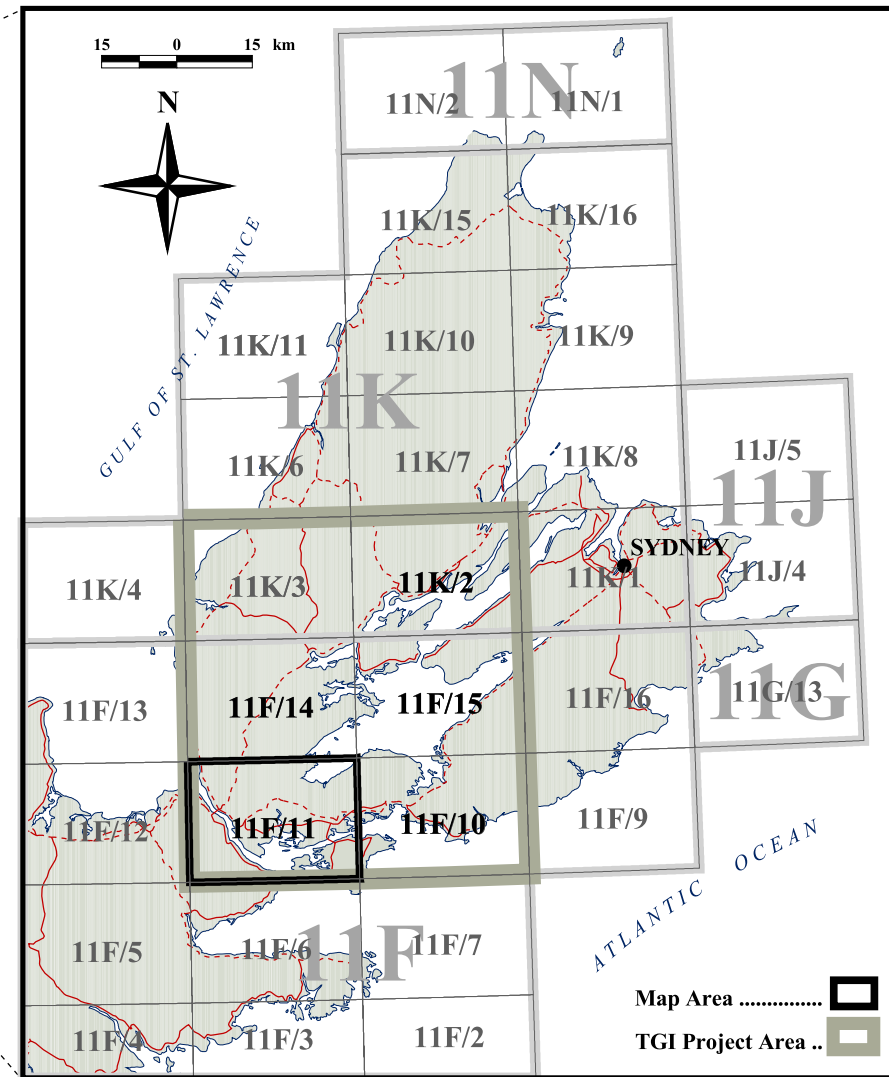 15 0 15 km
N
11N
11N/2
11N/1
11K/15
11K/16
GULF OF ST. LAWRENCE
11K/11
11K/10
11K/9
11K
11K/6
11K/7
11K/8
11J/5
11J
SYDNEY
11K/4
11K/3
11K/2
11K/1
11J/4
11F/13
11F/14
11F/15
11F/16
11G/13
11G
11F/12
11F/11
11F/10
11F/9
ATLANTIC OCEAN
11F/5
11F/6
11F
11F/7
11F/4
11F/3
11F/2
Map Area ...............
TGI Project Area ..